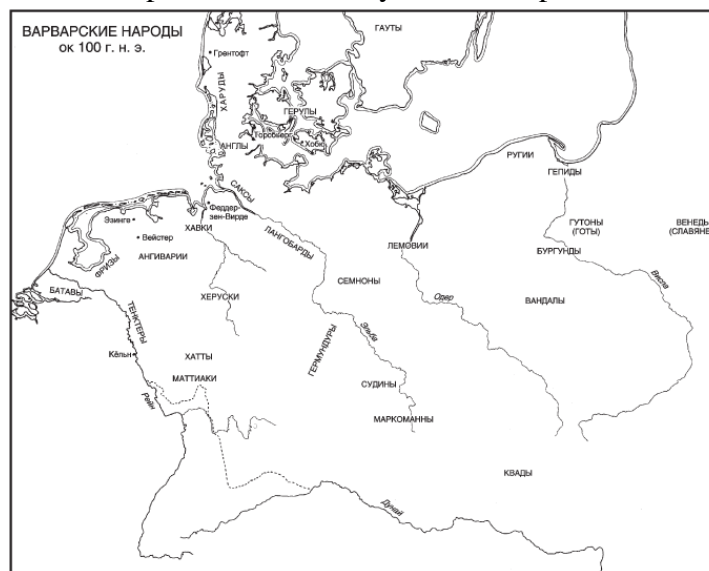 ВАРВАРСКИЕ НАРОДЫ
ок 100 г. н. э.
ГАУТЫ
Грентофт
ХАРУДЫ
ГЕРУЛЫ
Торсберг
Хобю
АНГЛЫ
РУГИИ
ГЕПИДЫ
САКСЫ
Феддер-
зен-Вирде
Эзинге
ХАВКИ
Вейстер
ФРИЗЫ
АНГИВАРИИ
ЛАНГОБАРДЫ
ЛЕМОВИИ
ГУТОНЫ
(ГОТЫ)
ВЕНЕДЫ
(СЛАВЯНЕ
БУРГУНДЫ
БАТАВЫ
ТЕНКТЕРЫ
ХЕРУСКИ
СЕМНОНЫ
Одер
ВАНДАЛЫ
Висла
Кёльн
ХАТТЫ
МАТТИАКИ
ГЕРМУНДУРЫ
Эльба
СУДИНЫ
Рейн
МАРКОМАННЫ
КВАДЫ
Дунай